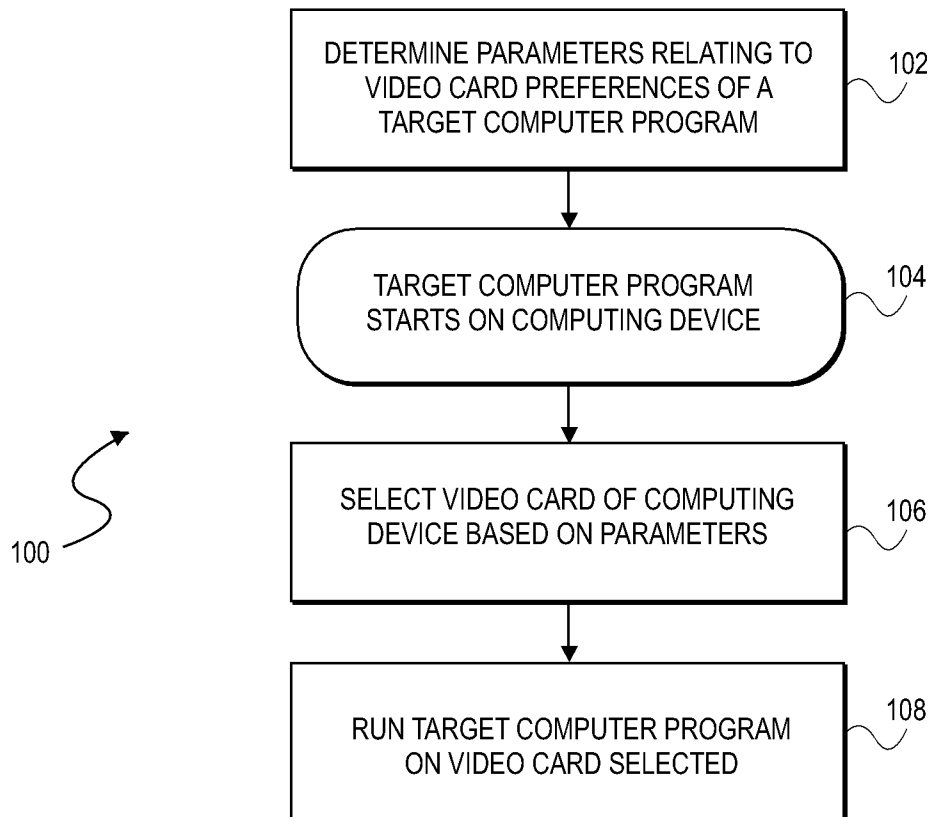 DETERMINE PARAMETERS RELATING TO
VIDEO CARD PREFERENCES OF A
TARGET COMPUTER PROGRAM
102
TARGET COMPUTER PROGRAM
STARTS ON COMPUTING DEVICE
104
SELECT VIDEO CARD OF COMPUTING
DEVICE BASED ON PARAMETERS
106
100
RUN TARGET COMPUTER PROGRAM
ON VIDEO CARD SELECTED
108